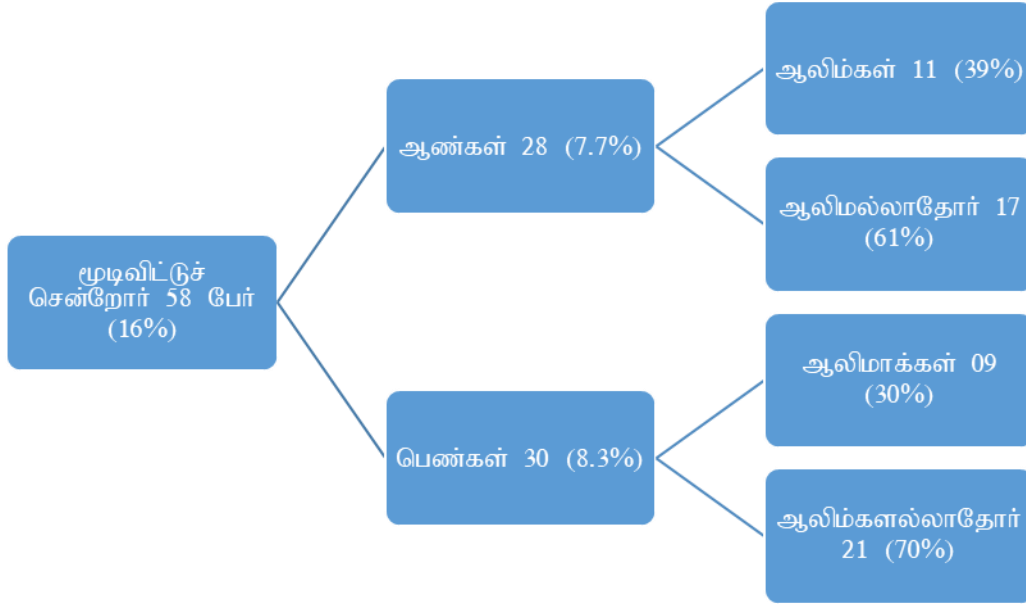 மூடிவிட்டுச்
சென்றோர் 58 பேர்
(16%)
ஆண்கள் 28 (7.7%)
ஆலிம்கள் 11 (39%)
ஆலிமல்லாதோர் 17
(61%)
பெண்கள் 30 (8.3%)
ஆலிமாக்கள் 09
(30%)
ஆலிம்களல்லாதோர்
21 (70%)